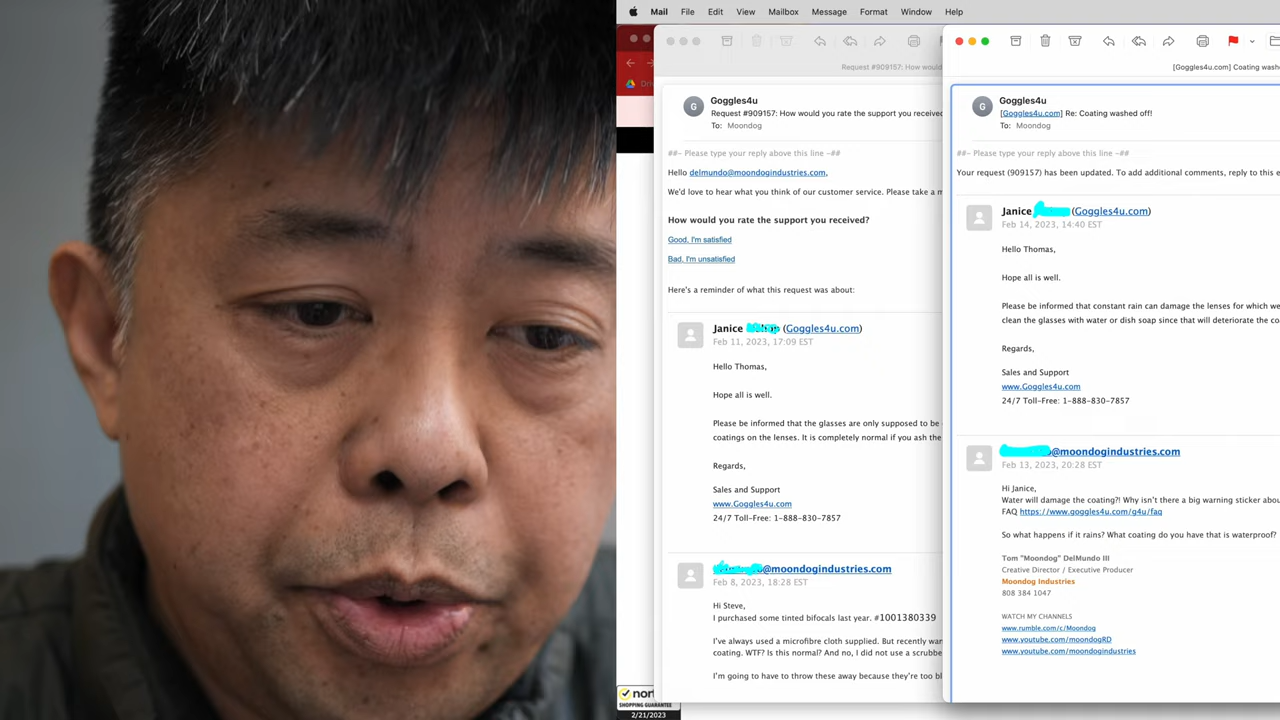 Mail File Edit View Mailbox Message Format Window Help
Request #909157: How would
Goggles4u
Request #909157: How would you rate the support you received
To: Moondog
##- Please type your reply above this line -##
Hello delmundo@moondogindustries.com,
We'd love to hear what you think of our customer service. Please take a m
How would you rate the support you received?
Good, I'm satisfied
Bad, I'm unsatisfied
Here's a reminder of what this request was about:
Janice (Goggles4u.com)
Feb 11, 2023, 17:09 EST
Hello Thomas,
Hope all is well.
Please be informed that the glasses are only supposed to be
coatings on the lenses. It is completely normal if you ask the
Regards,
Sales and Support
www.Goggles4u.com
24/7 Toll-Free: 1-888-830-7857
@moondogindustries.com
Feb 8, 2023, 18:28 EST
Hi Steve,
I purchased some tinted bifocals last year. #1001380339
I've always used a microfibre cloth supplied. But recently
coating. WTF? Is this normal? And no, I did not use a scrubbe
I'm going to have to throw these away because they're too bl
[Goggles4u.com] Coating washe
G Goggles4u
[Goggles4u.com] Re: Coating washed off!
To: Moondog
##- Please type your reply above this line -##
Your request (909157) has been updated. To add additional comments, reply to this e
Janice (Goggles4u.com)
Feb 14, 2023, 14:40 EST
Hello Thomas,
Hope all is well.
Please be informed that constant rain can damage the lenses for which we
clean the glasses with water or dish soap since that will deteriorate the co
Regards,
Sales and Support
www.Goggles4u.com
24/7 Toll-Free: 1-888-830-7857
@moondogindustries.com
Feb 13, 2023, 20:28 EST
Hi Janice,
Water will damage the coating?! Why isn't there a big warning sticker abou
FAQ https://www.goggles4u.com/g4u/faq
So what happens if it rains? What coating do you have that is waterproof?
Tom "Moondog" DelMundo III
Creative Director / Executive Producer
Moondog Industries
808 384 1047
WATCH MY CHANNELS
www.rumble.com/c/Moondog
www.youtube.com/moondogRD
www.youtube.com/moondogindustries
nort
SHOPPING GUARANTEE
2/21/2023